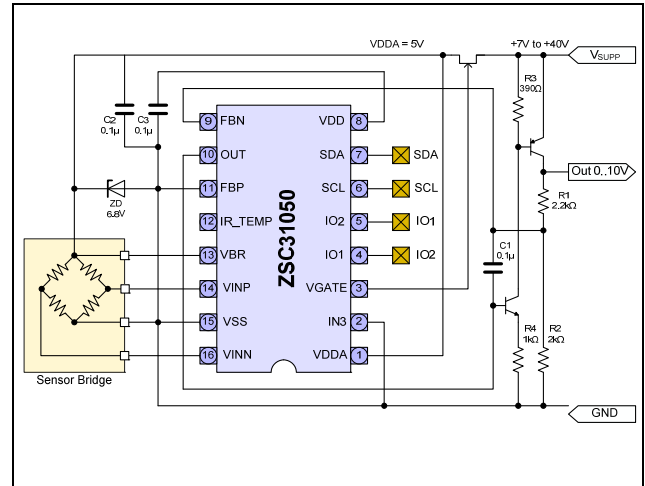 VDDA = 5V
+7V to +40V
VSUPP
R3
390Ω
C2
0.1µ
C3
0.1µ
9 FBN
VDD 8
10 OUT
SDA 7
SDA
Out 0..10V
11 FBP
SCL 6
SCL
R1
2.2kΩ
ZD
6.8V
12 IR_TEMP
IO2 5
IO1
ZSC31050
13 VBR
IO1 4
IO2
C1
0.1µ
14 VINP
VGATE 3
15 VSS
IN3 2
R4
1kΩ
R2
2kΩ
16 VINN
VDDA 1
Sensor Bridge
GND